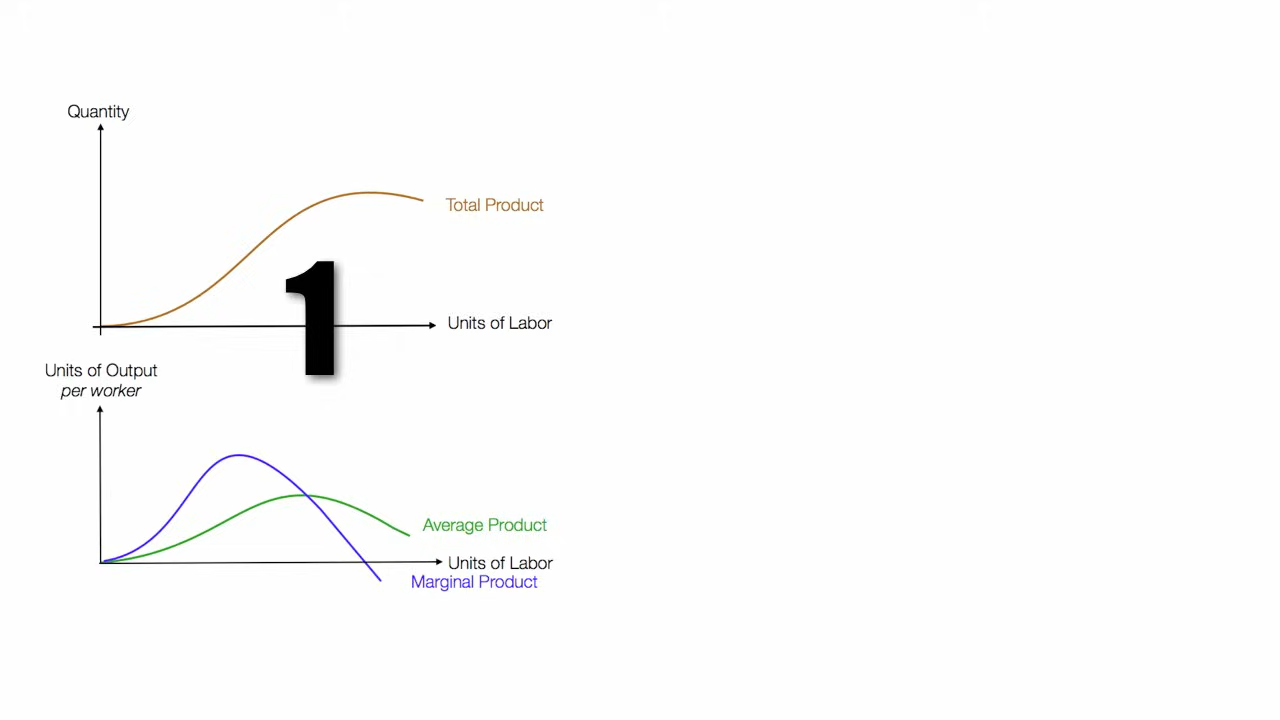 Quantity
Total Product
1
Units of Labor
Units of Output
per worker
Average Product
Units of Labor
Marginal Product